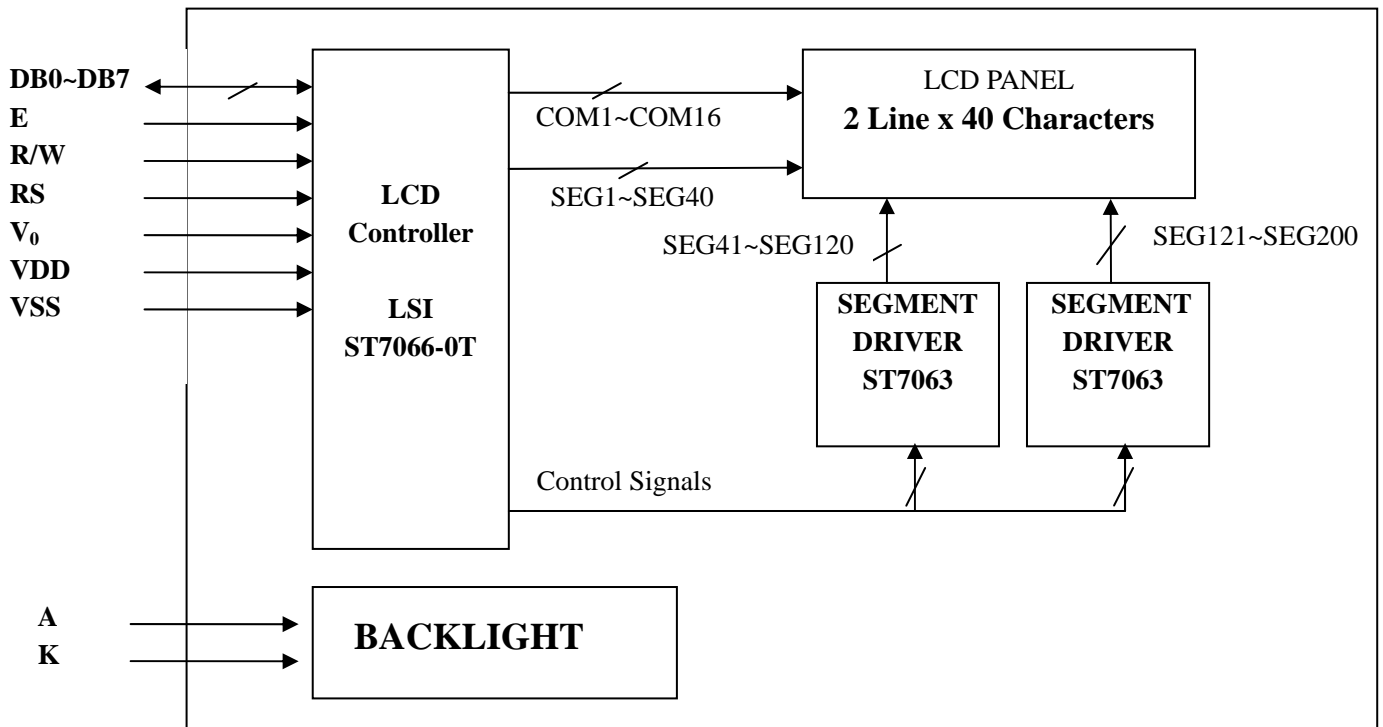 DB0~DB7
E
R/W
RS
V0
VDD
VSS
LCD
Controller
LSI
ST7066-0T
COM1~COM16
SEG1~SEG40
LCD PANEL
2 Line x 40 Characters
SEG41~SEG120
SEG121~SEG200
SEGMENT
DRIVER
ST7063
SEGMENT
DRIVER
ST7063
Control Signals
A
K
BACKLIGHT